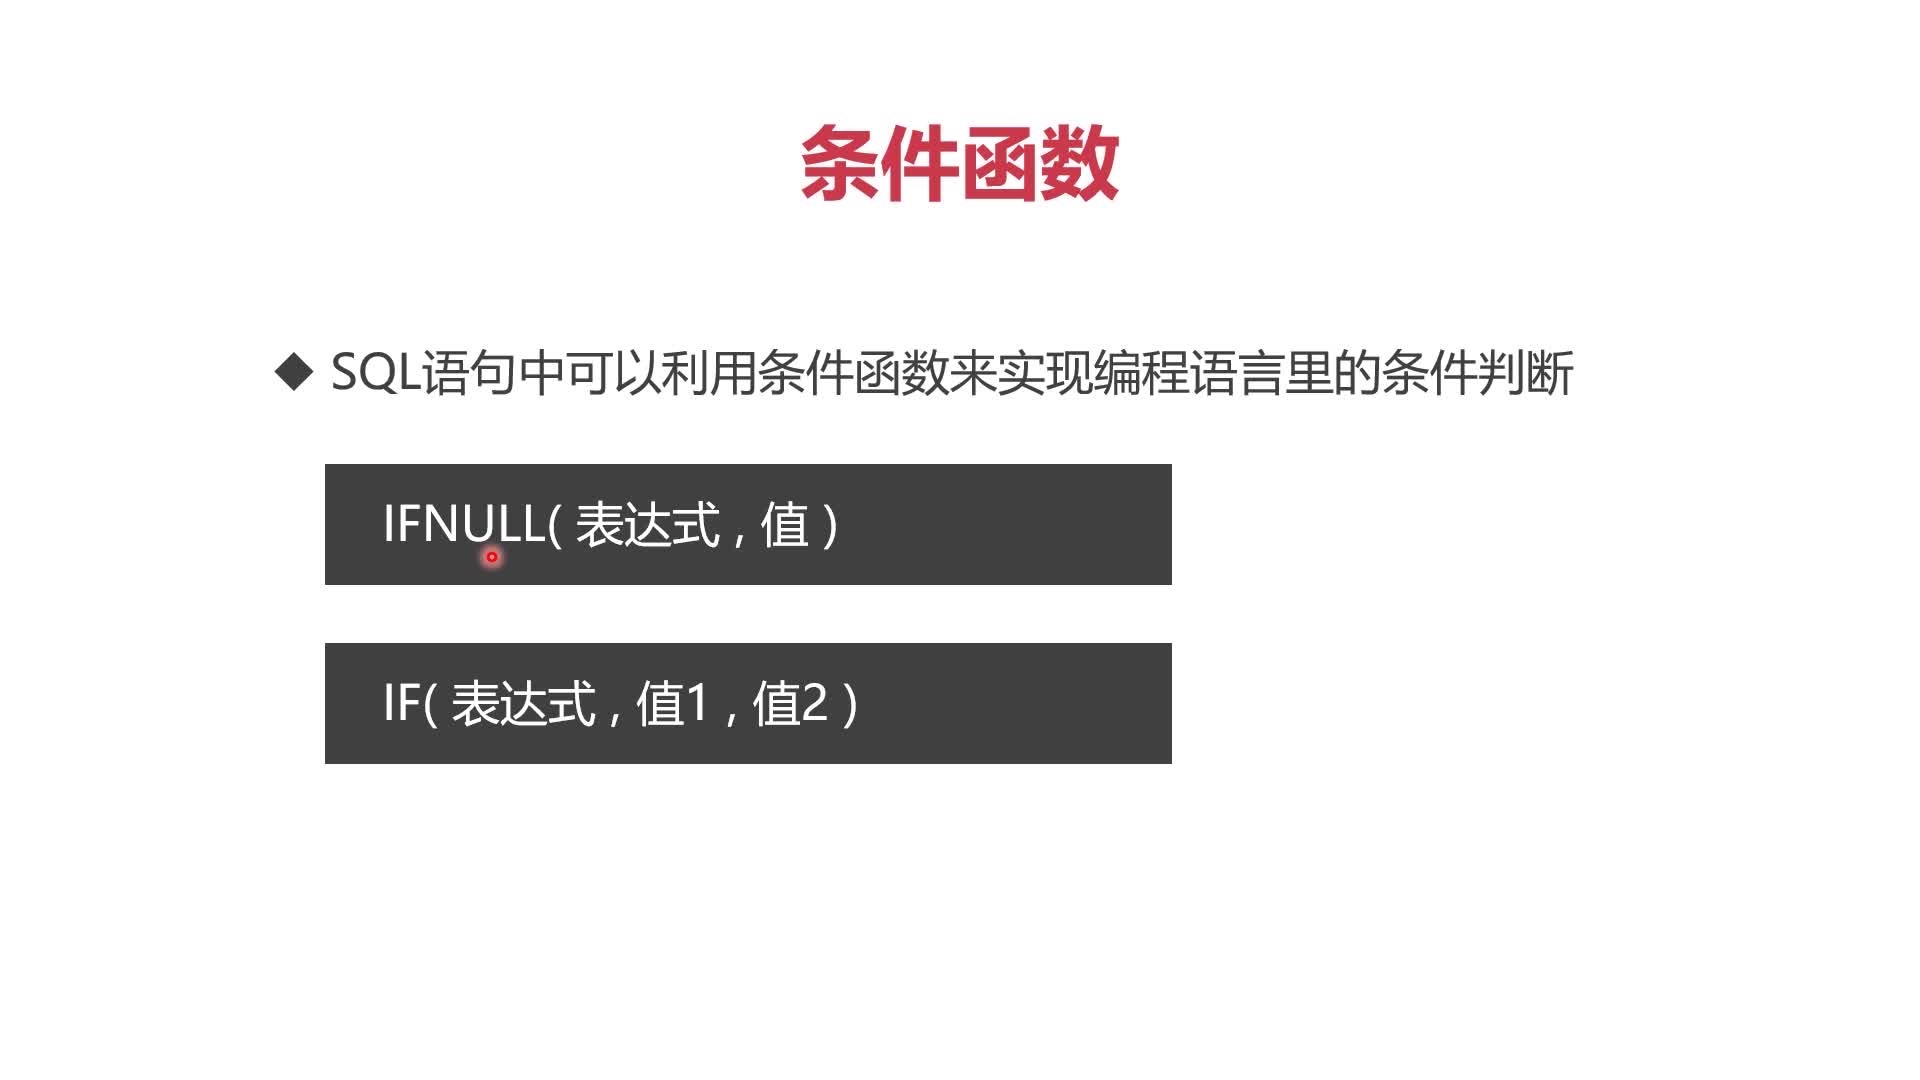 条件函数
◆ SQL语句中可以利用条件函数来实现编程语言里的条件判断
IFNULL( 表达式 , 值 )
IF( 表达式 , 值1 , 值2 )